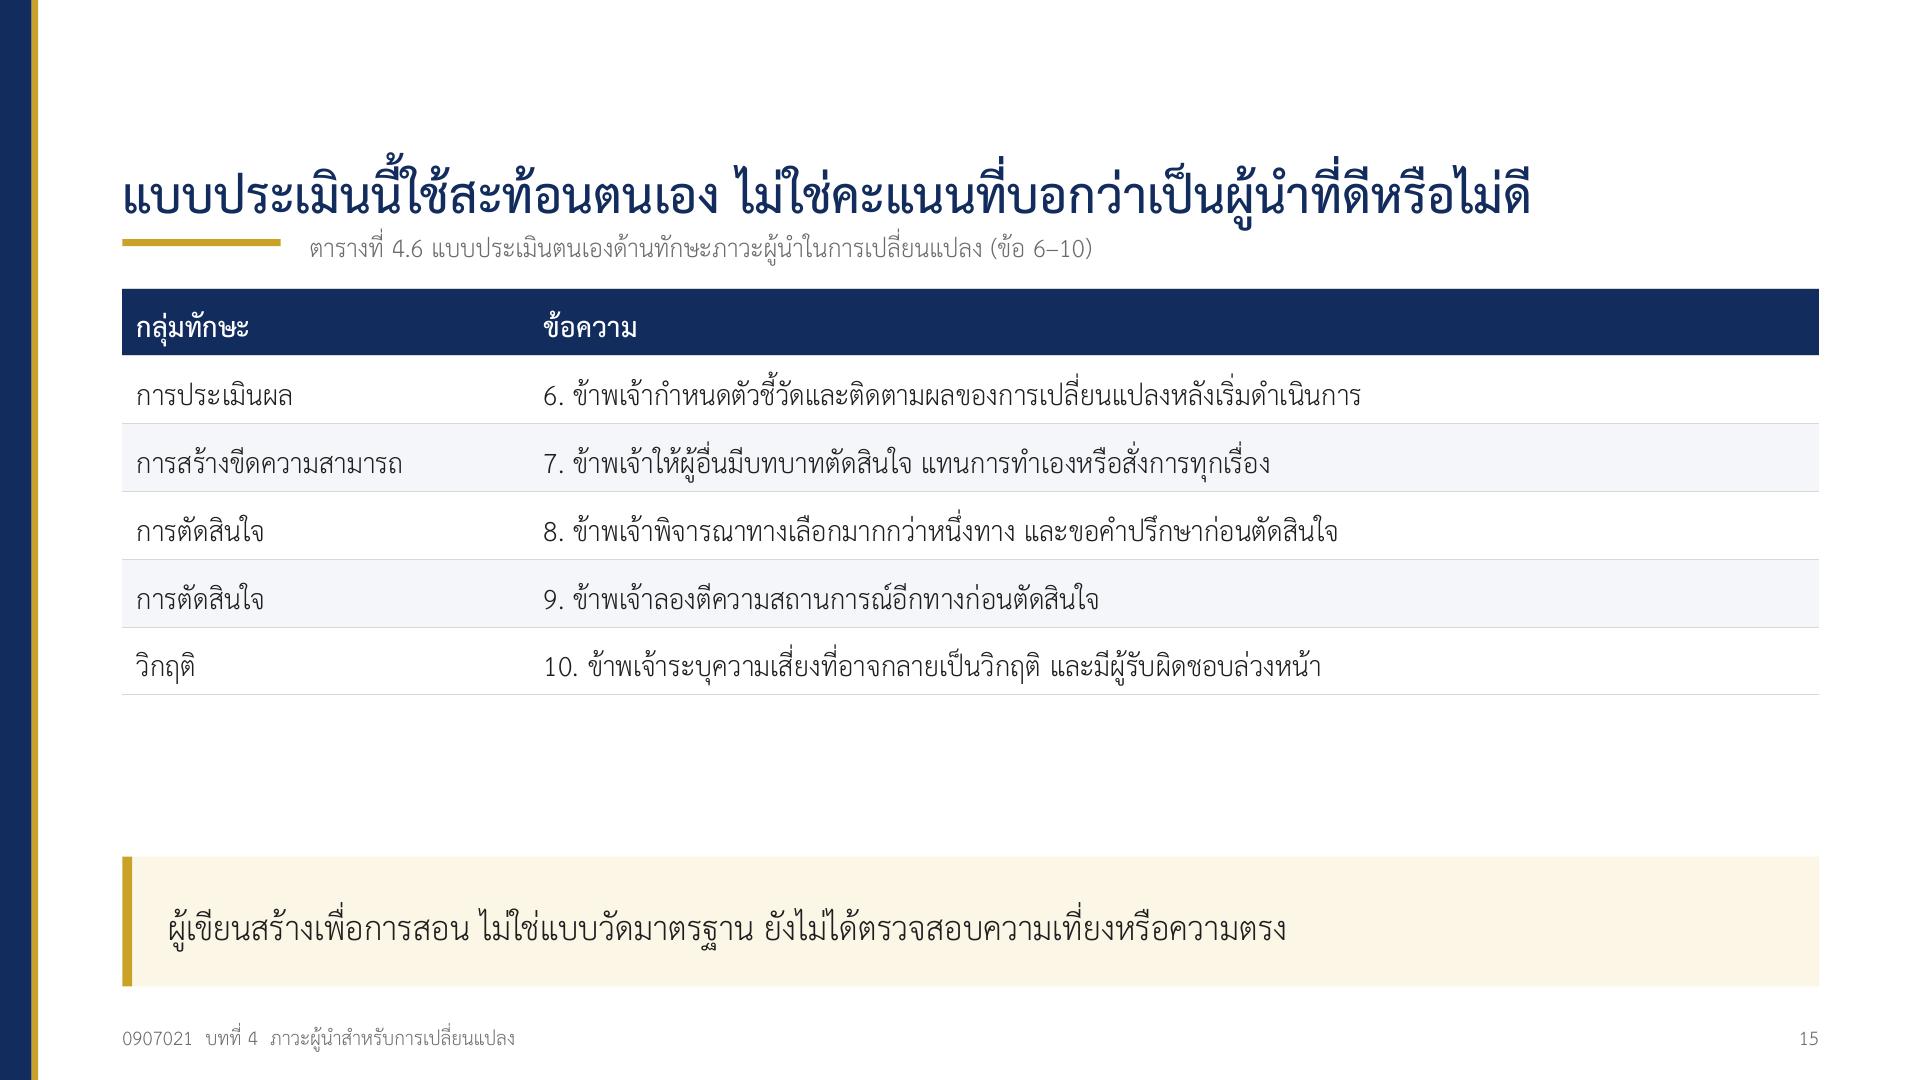 แบบประเมินนี้ใช้สะท้อนตนเอง ไม่ใช่คะแนนที่บอกว่าเป็นผู้นำที่ดีหรือไม่ดี
ตารางที่ 4.6 แบบประเมินตนเองด้านทักษะภาวะผู้นำในการเปลี่ยนแปลง (ข้อ 6–10)
กลุ่มทักษะ ข้อความ
การประเมินผล 6. ข้าพเจ้ากำหนดตัวชี้วัดและติดตามผลของการเปลี่ยนแปลงหลังเริ่มดำเนินการ
การสร้างขีดความสามารถ 7. ข้าพเจ้าให้ผู้อื่นมีบทบาทตัดสินใจ แทนการทำเองหรือสั่งการทุกเรื่อง
การตัดสินใจ 8. ข้าพเจ้าพิจารณาทางเลือกมากกว่าหนึ่งทาง และขอคำปรึกษาก่อนตัดสินใจ
การตัดสินใจ 9. ข้าพเจ้าลองตีความสถานการณ์อีกทางก่อนตัดสินใจ
วิกฤติ 10. ข้าพเจ้าระบุความเสี่ยงที่อาจกลายเป็นวิกฤติ และมีผู้รับผิดชอบล่วงหน้า
ผู้เขียนสร้างเพื่อการสอน ไม่ใช่แบบวัดมาตรฐาน ยังไม่ได้ตรวจสอบความเที่ยงหรือความตรง
0907021 บทที่ 4 ภาวะผู้นำสำหรับการเปลี่ยนแปลง 15